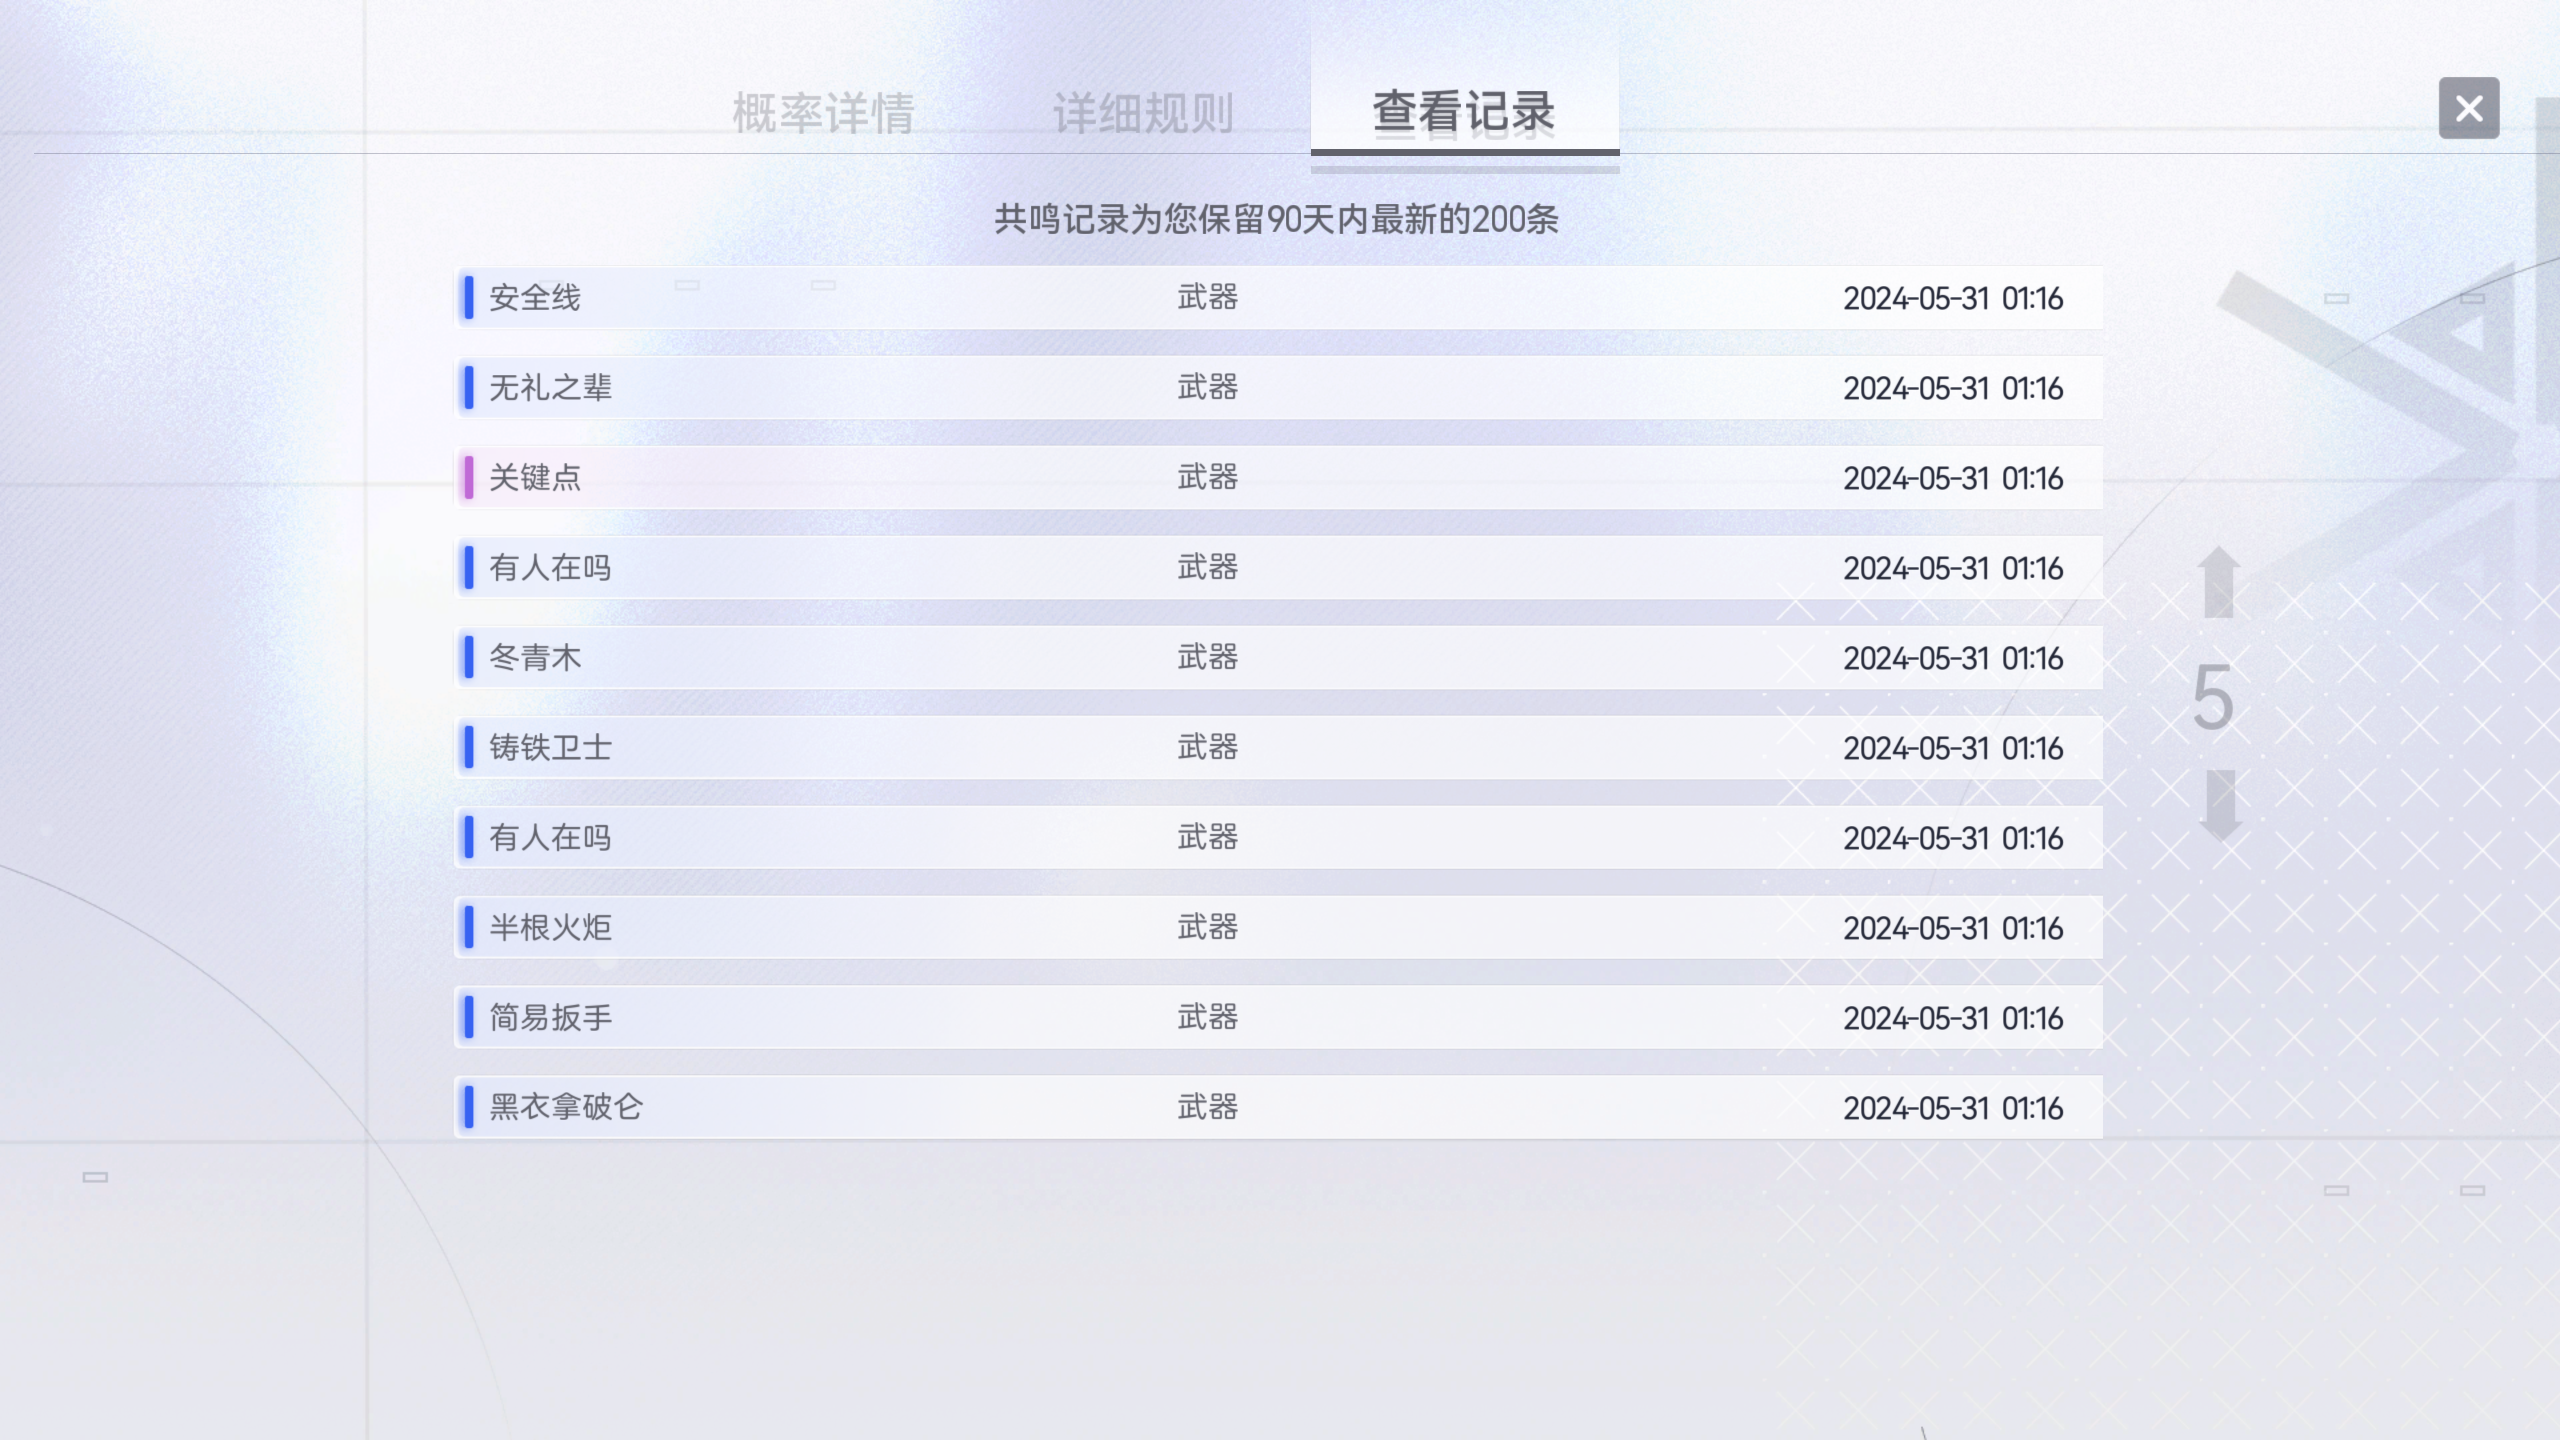 概率详情 详细规则 查看记录
共鸣记录为您保留90天内最新的200条
安全线 武器 2024-05-31 01:16
无礼之辈 武器 2024-05-31 01:16
关键点 武器 2024-05-31 01:16
有人在吗 武器 2024-05-31 01:16
冬青木 武器 2024-05-31 01:16
铸铁卫士 武器 2024-05-31 01:16
有人在吗 武器 2024-05-31 01:16
半根火炬 武器 2024-05-31 01:16
简易扳手 武器 2024-05-31 01:16
黑衣拿破仑 武器 2024-05-31 01:16
5